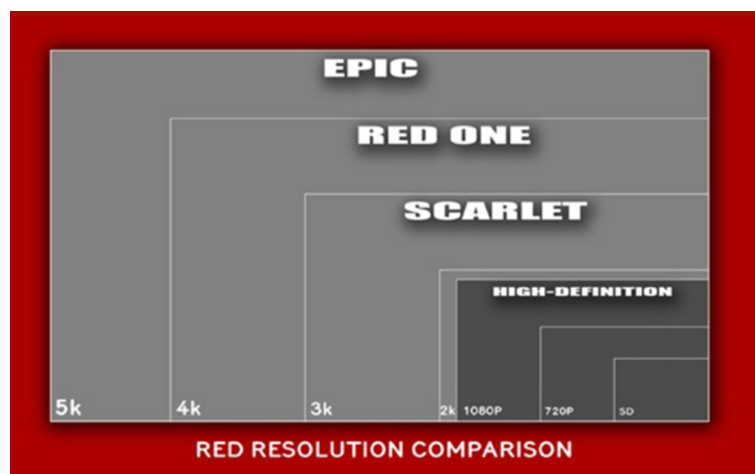 EPIC
RED ONE
SCARLET
HIGH-DEFINITION
5k 4k 3k 2k 1080P 720P SD
RED RESOLUTION COMPARISON